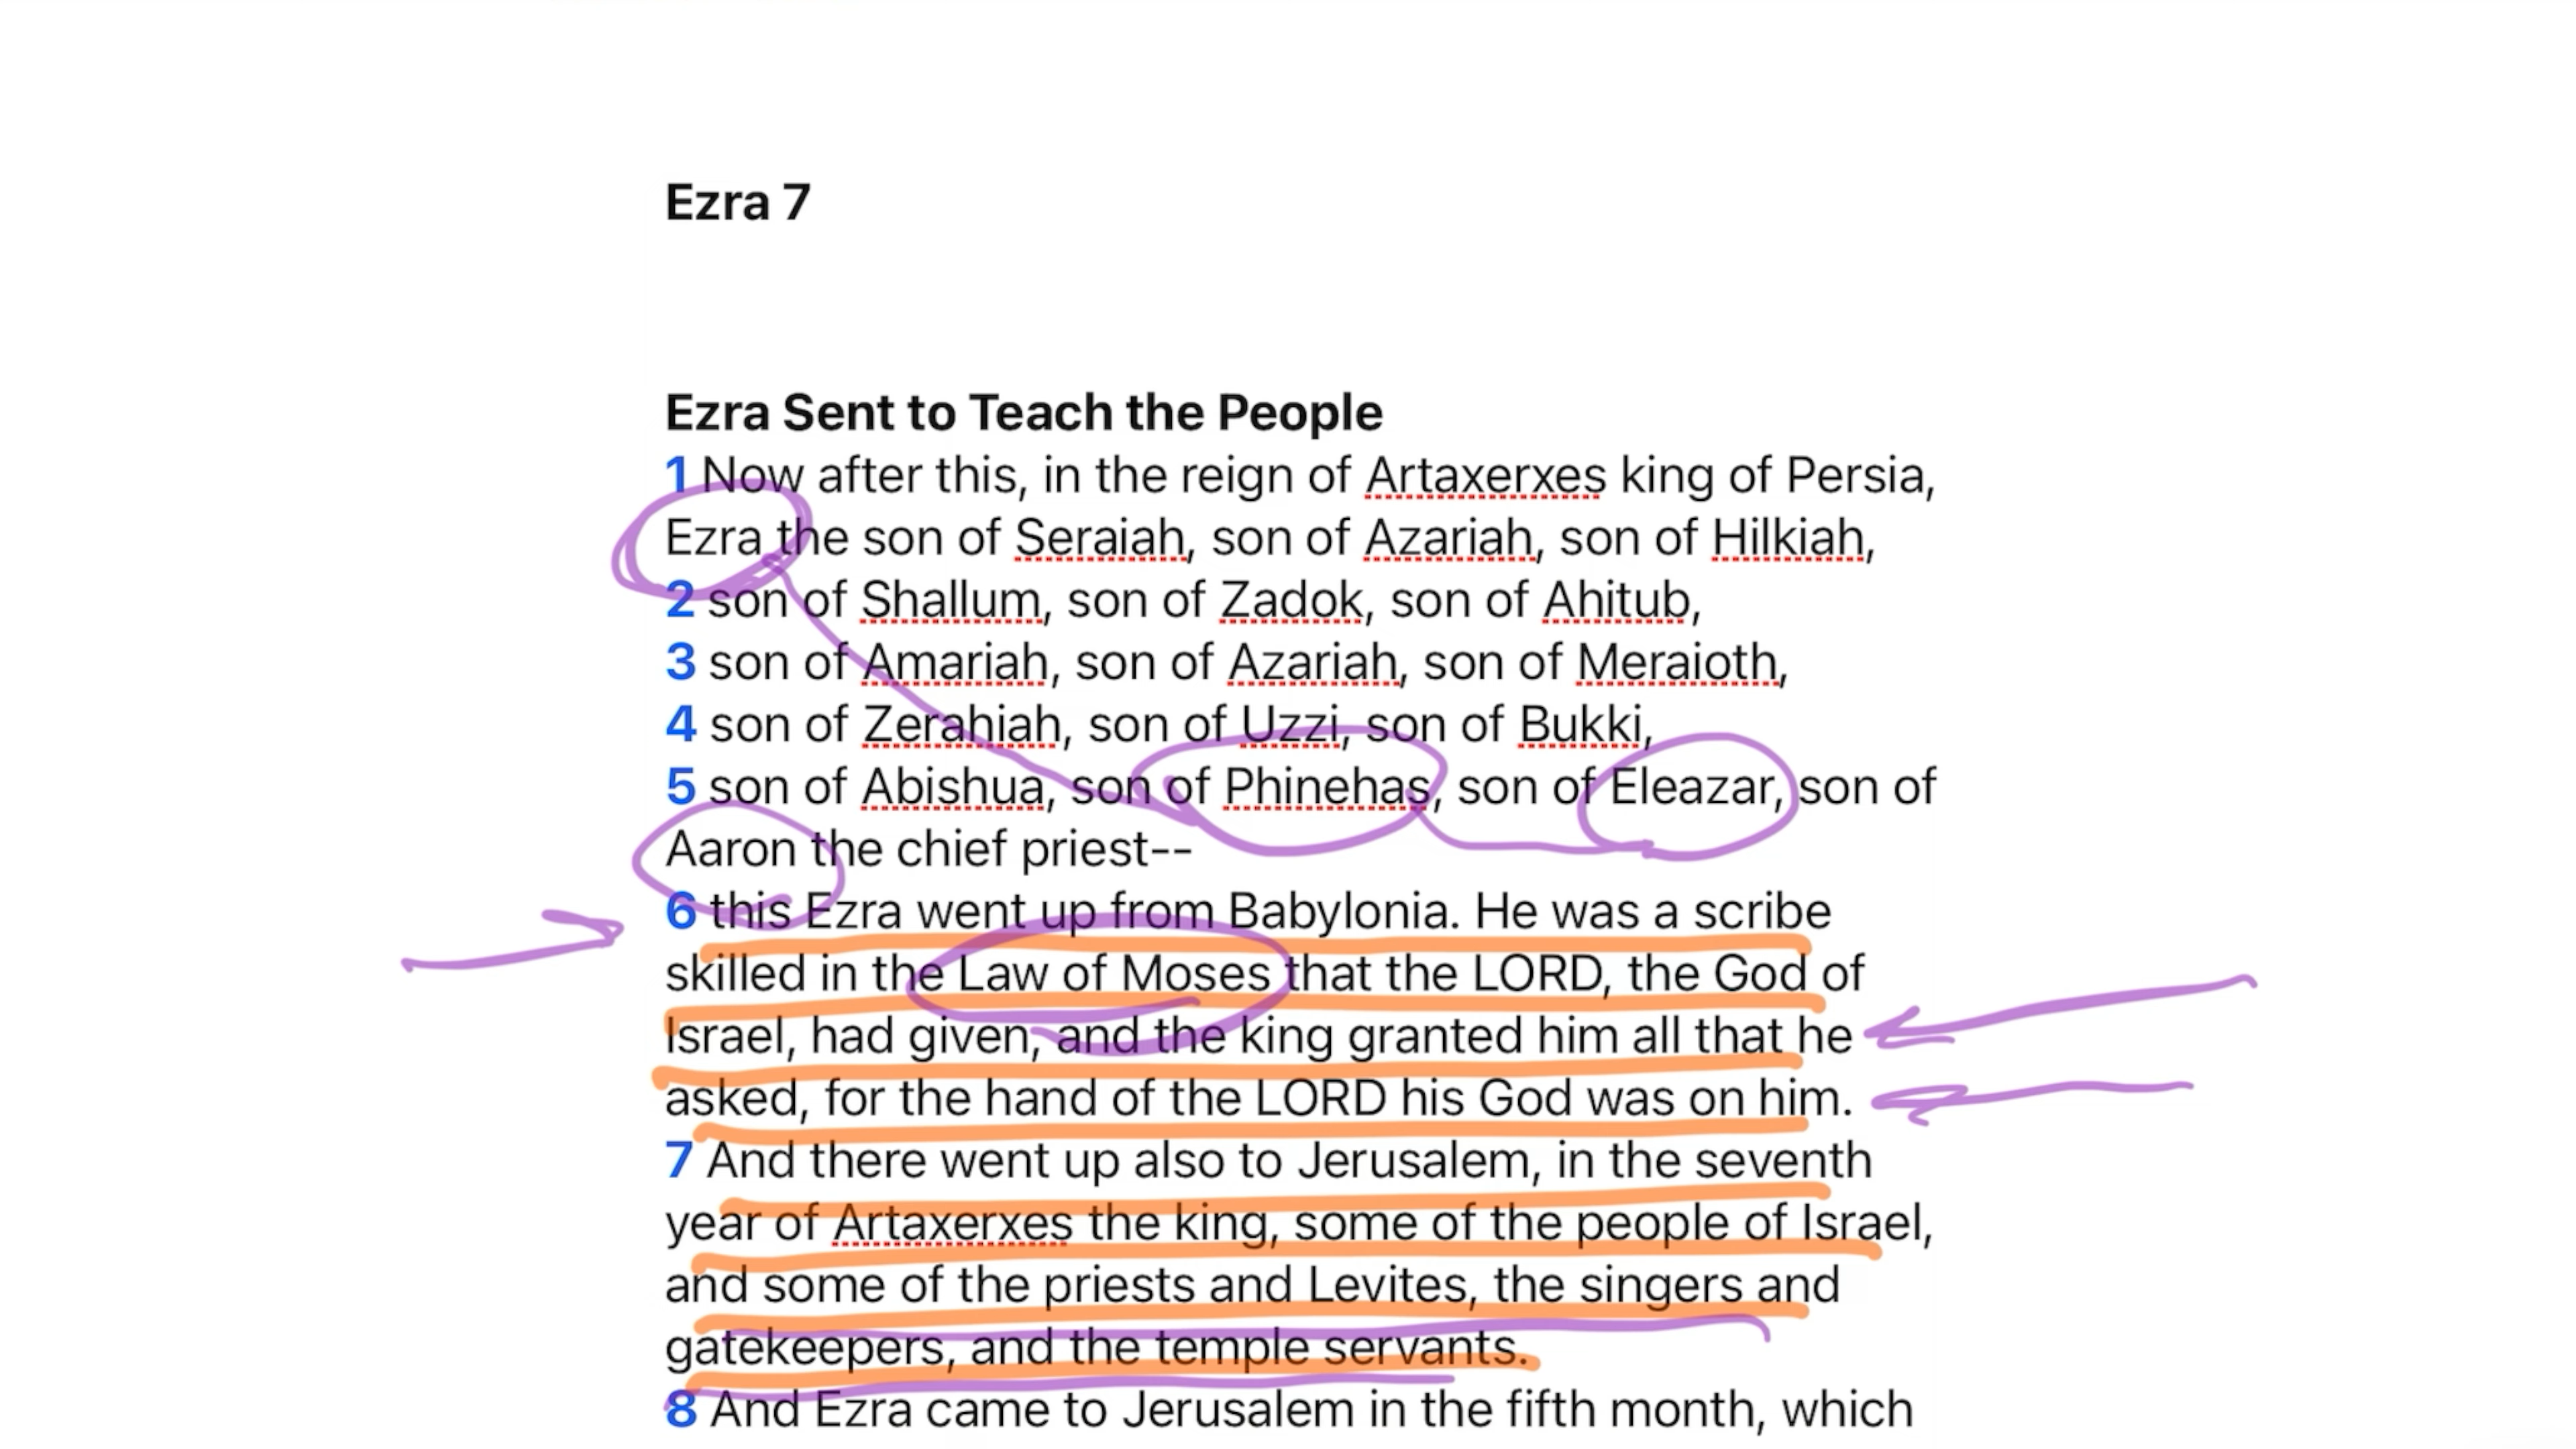 Ezra 7
Ezra Sent to Teach the People
1 Now after this, in the reign of Artaxerxes king of Persia,
Ezra the son of Seraiah, son of Azariah, son of Hilkiah,
2 son of Shallum, son of Zadok, son of Ahitub,
3 son of Amariah, son of Azariah, son of Meraioth,
4 son of Zerahiah, son of Uzzi, son of Bukki,
5 son of Abishua, son of Phinehas, son of Eleazar, son of
Aaron the chief priest--
6 this Ezra went up from Babylonia. He was a scribe
skilled in the Law of Moses that the LORD, the God of
Israel, had given, and the king granted him all that he
asked, for the hand of the LORD his God was on him.
7 And there went up also to Jerusalem, in the seventh
year of Artaxerxes the king, some of the people of Israel,
and some of the priests and Levites, the singers and
gatekeepers, and the temple servants.
8 And Ezra came to Jerusalem in the fifth month, which